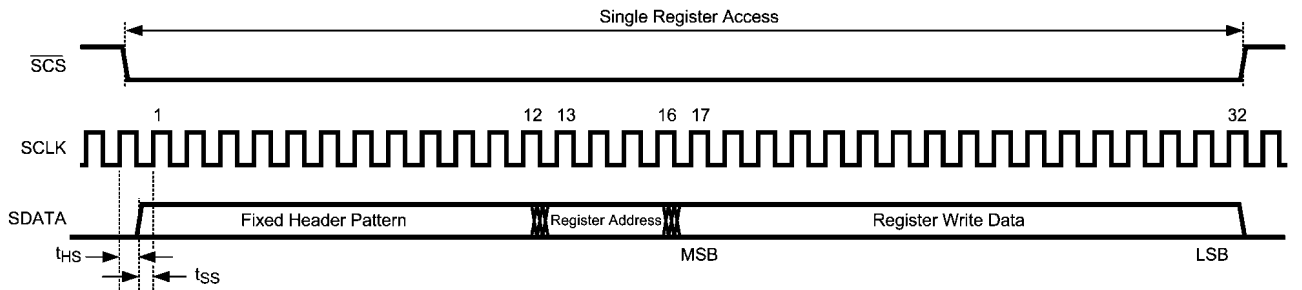 Single Register Access
SCS
1 12 13 16 17 32
SCLK
SDATA Fixed Header Pattern Register Address Register Write Data
MSB LSB
tHS
tSS